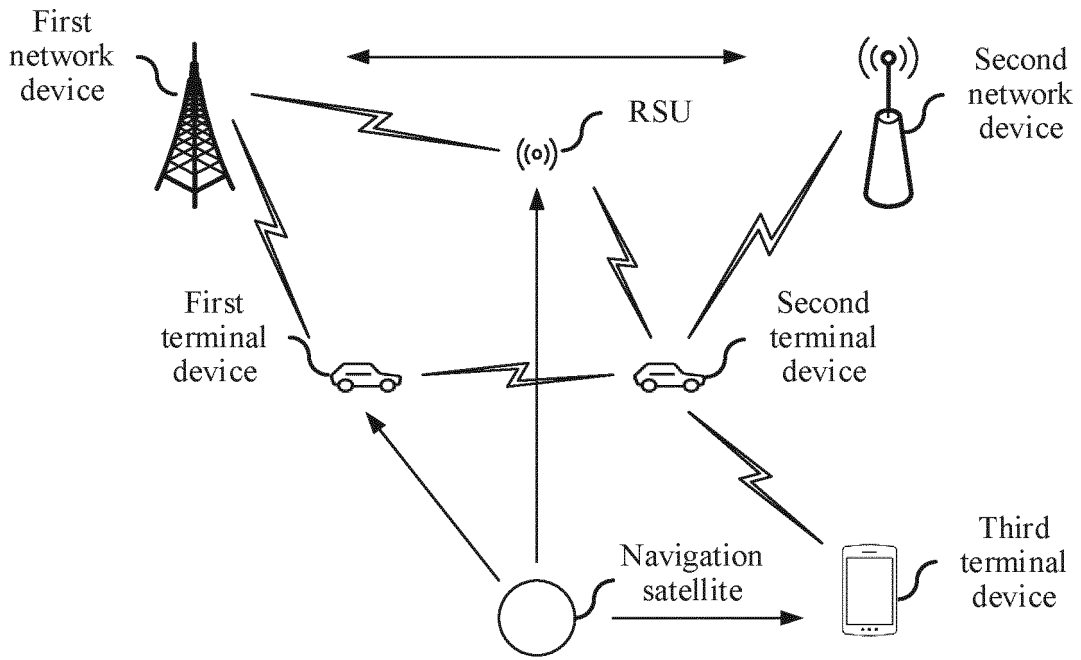 First
network
device
RSU
Second
network
device
First
terminal
device
Second
terminal
device
Navigation
satellite
Third
terminal
device